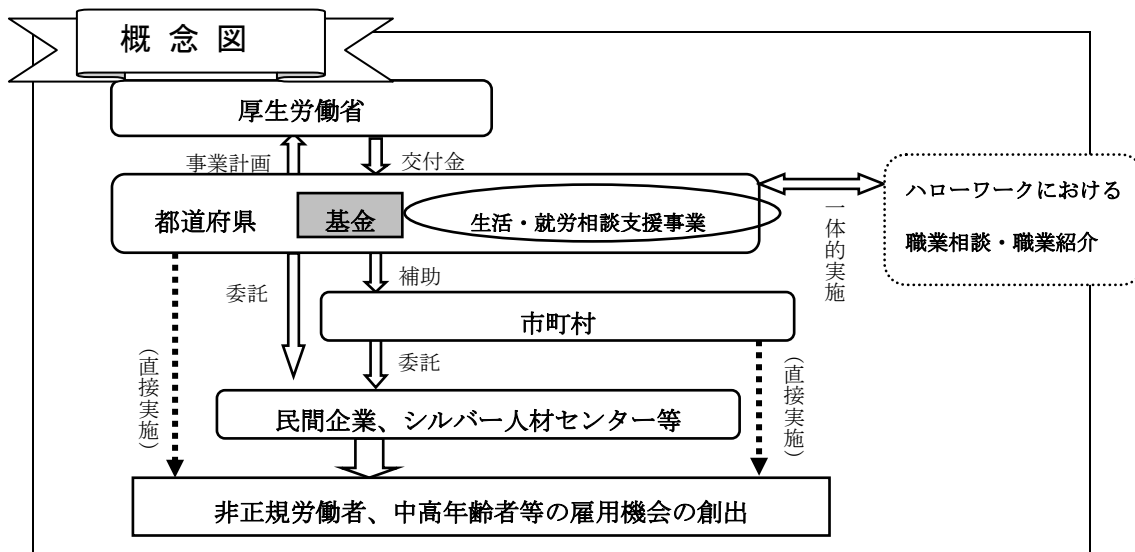 概念図
厚生労働省
事業計画
交付金
都道府県
基金
生活・就労相談支援事業
一体的実施
ハローワークにおける
職業相談・職業紹介
委託
補助
市町村
(直接実施)
委託
(直接実施)
民間企業、シルバー人材センター等
非正規労働者、中高年齢者等の雇用機会の創出